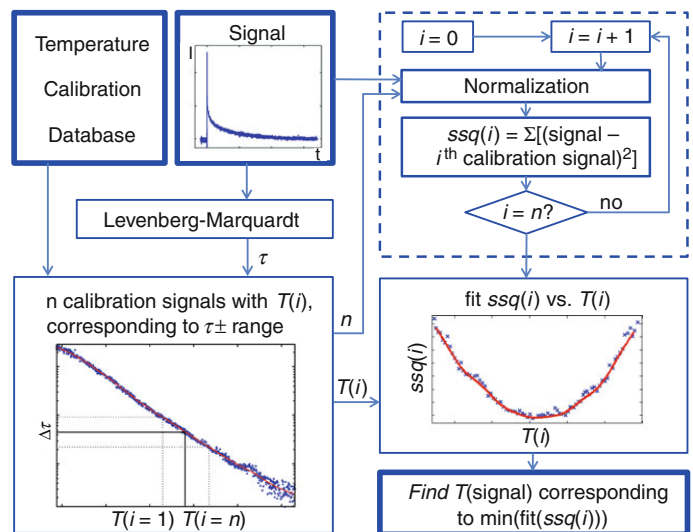 Temperature
Calibration
Database
Signal
I
t
i = 0
i = i + 1
Normalization
ssq(i) = Σ[(signal –
iᵗʰ calibration signal)²]
i = n?
no
Levenberg-Marquardt
τ
n calibration signals with T(i),
corresponding to τ± range
Δτ
T(i = 1) T(i = n)
n
T(i)
fit ssq(i) vs. T(i)
ssq(i)
T(i)
Find T(signal) corresponding
to min(fit(ssq(i)))